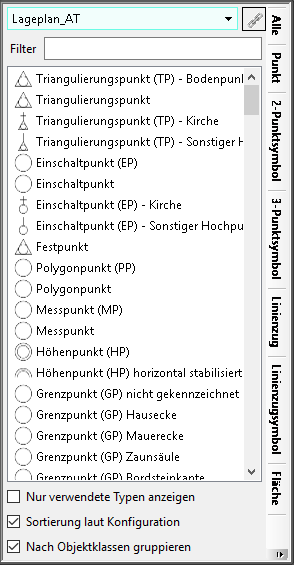 Lageplan_AT
Filter
Triangulierungspunkt (TP) - Bodenpun
Triangulierungspunkt
Triangulierungspunkt (TP) - Kirche
Triangulierungspunkt (TP) - Sonstiger H
Einschaltpunkt (EP)
Einschaltpunkt
Einschaltpunkt (EP) - Kirche
Einschaltpunkt (EP) - Sonstiger Hochpu
Festpunkt
Polygonpunkt (PP)
Polygonpunkt
Messpunkt (MP)
Messpunkt
Höhenpunkt (HP)
Höhenpunkt (HP) horizontal stabilisiert
Grenzpunkt (GP) nicht gekennzeichnet
Grenzpunkt (GP) Hausecke
Grenzpunkt (GP) Mauerecke
Grenzpunkt (GP) Zaunsäule
Grenzpunkt (GP) Bordsteinkante
Nur verwendete Typen anzeigen
Sortierung laut Konfiguration
Nach Objektklassen gruppieren
Alle
Punkt
2-Punktsymbol
3-Punktsymbol
Linienzug
Linienzugsymbol
Fläche